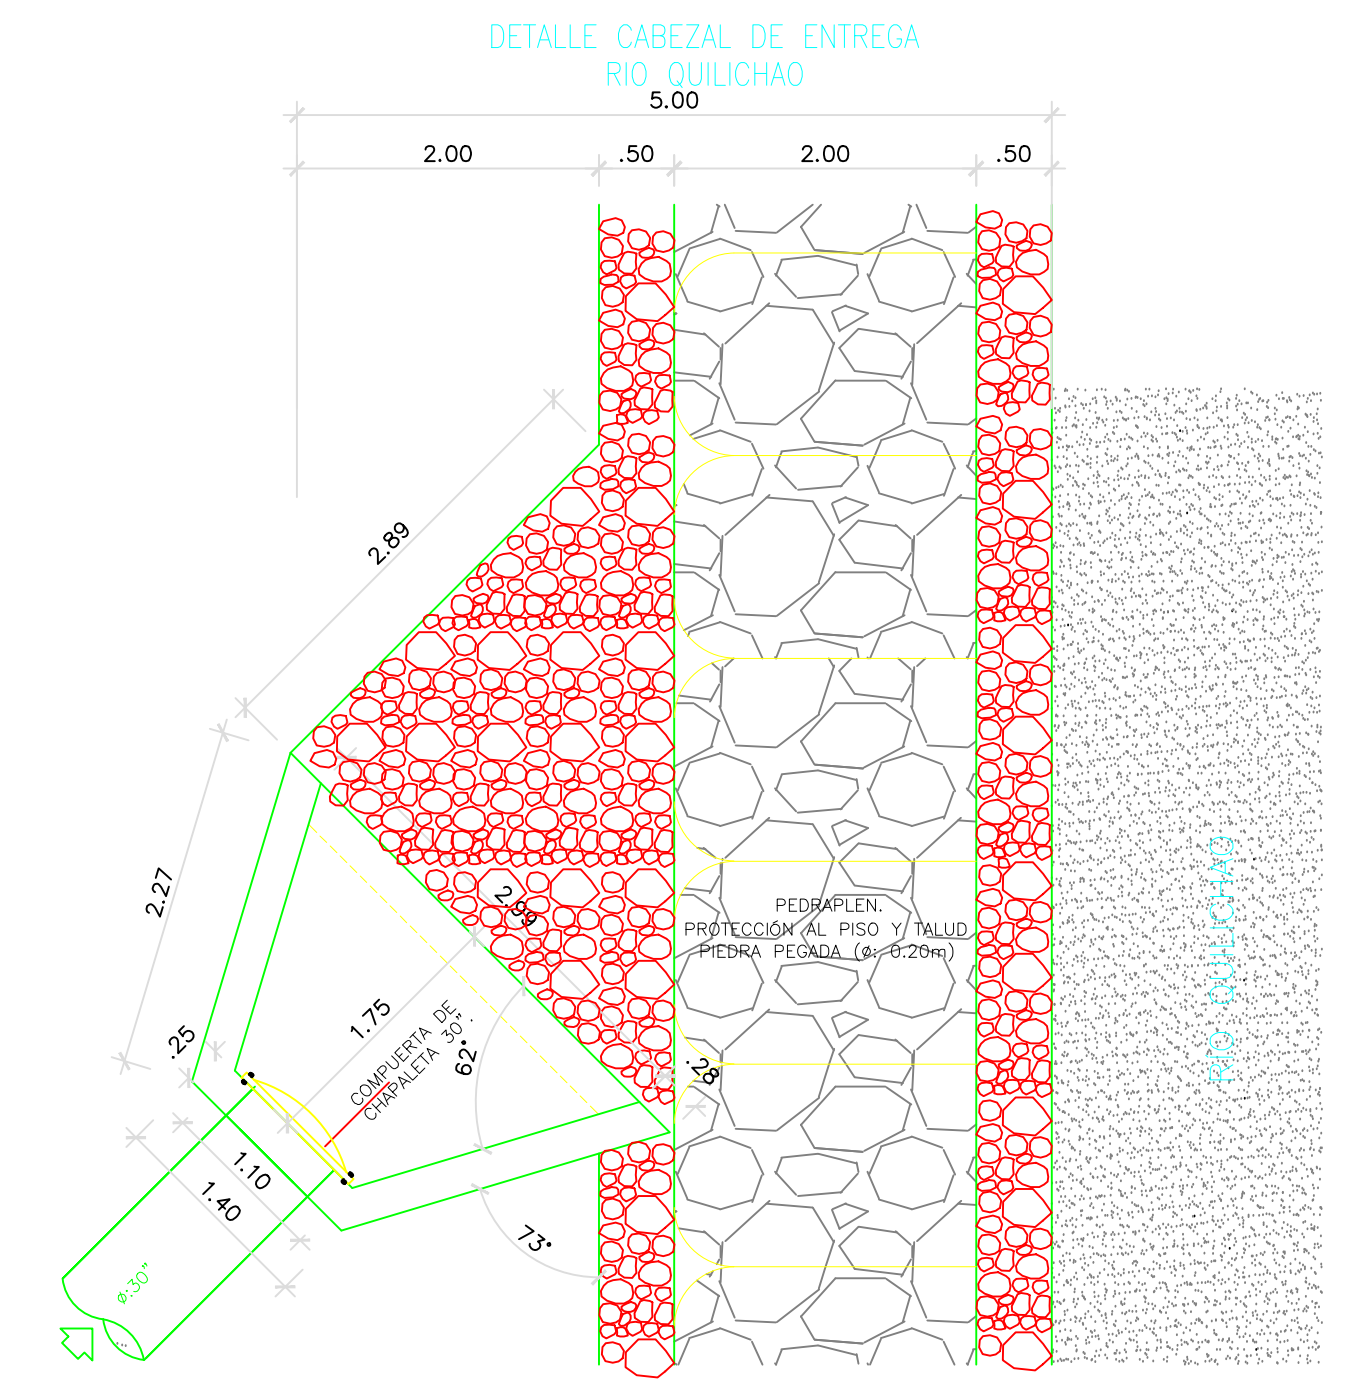 DETALLE CABEZAL DE ENTREGA
RIO QUILICHAO
5.00
2.00
.50
2.00
.50
2.89
2.27
2.99
PEDRAPLEN.
PROTECCIÓN AL PISO Y TALUD
PIEDRA PEGADA (ø: 0.20m)
RIO QUILICHAO
1.75
COMPUERTA DE
CHAPALETA 30".
62°
.25
.28
1.10
1.40
73°
ø:30"